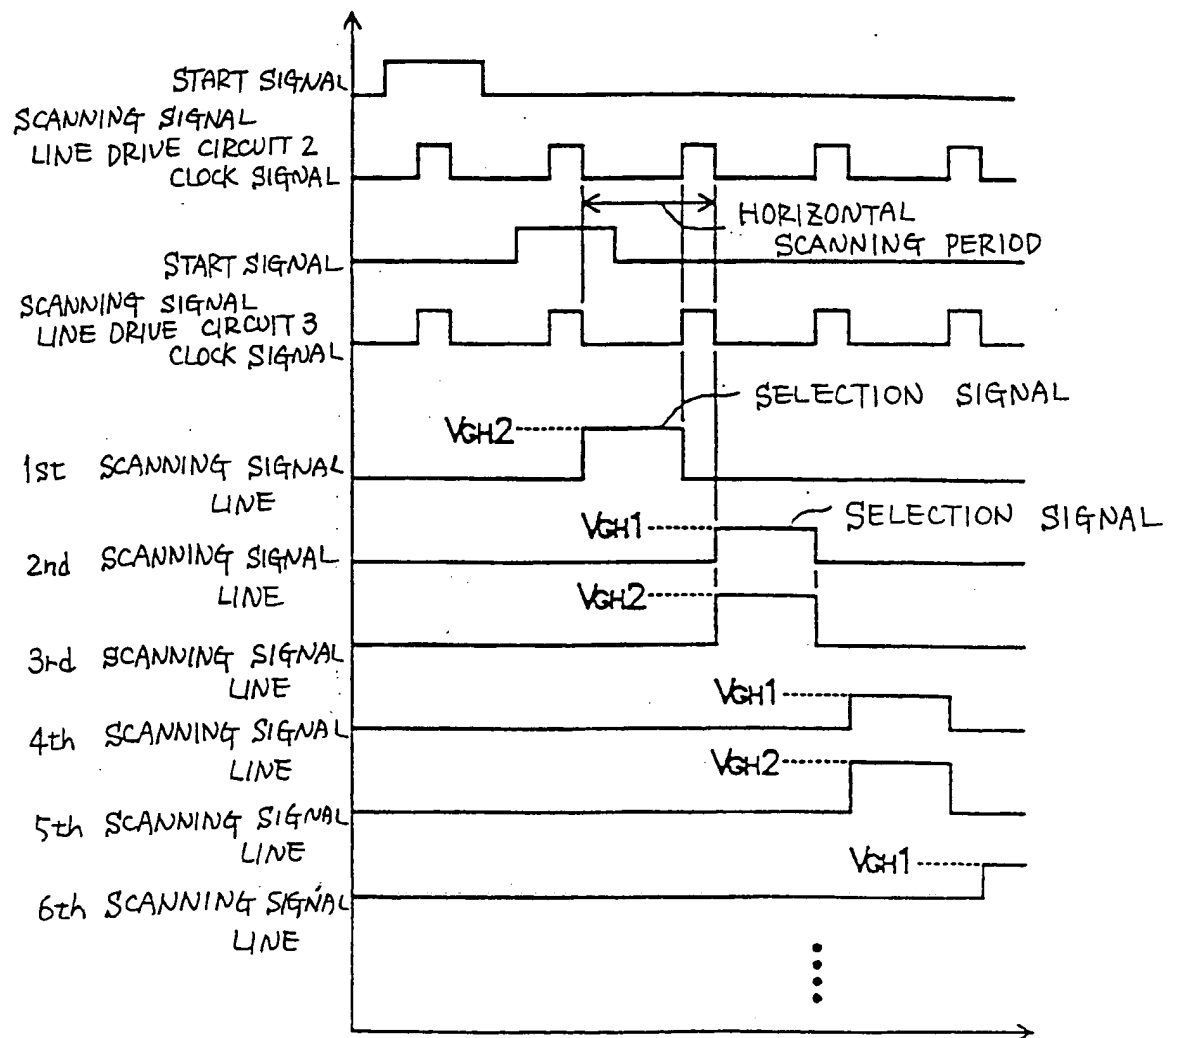 START SIGNAL
SCANNING SIGNAL
LINE DRIVE CIRCUIT 2
CLOCK SIGNAL
HORIZONTAL
SCANNING PERIOD
START SIGNAL
SCANNING SIGNAL
LINE DRIVE CIRCUIT 3
CLOCK SIGNAL
SELECTION SIGNAL
VGH2
1st SCANNING SIGNAL
LINE
SELECTION SIGNAL
VGH1
2nd SCANNING SIGNAL
LINE
VGH2
3rd SCANNING SIGNAL
LINE
VGH1
4th SCANNING SIGNAL
LINE
VGH2
5th SCANNING SIGNAL
LINE
VGH1
6th SCANNING SIGNAL
LINE